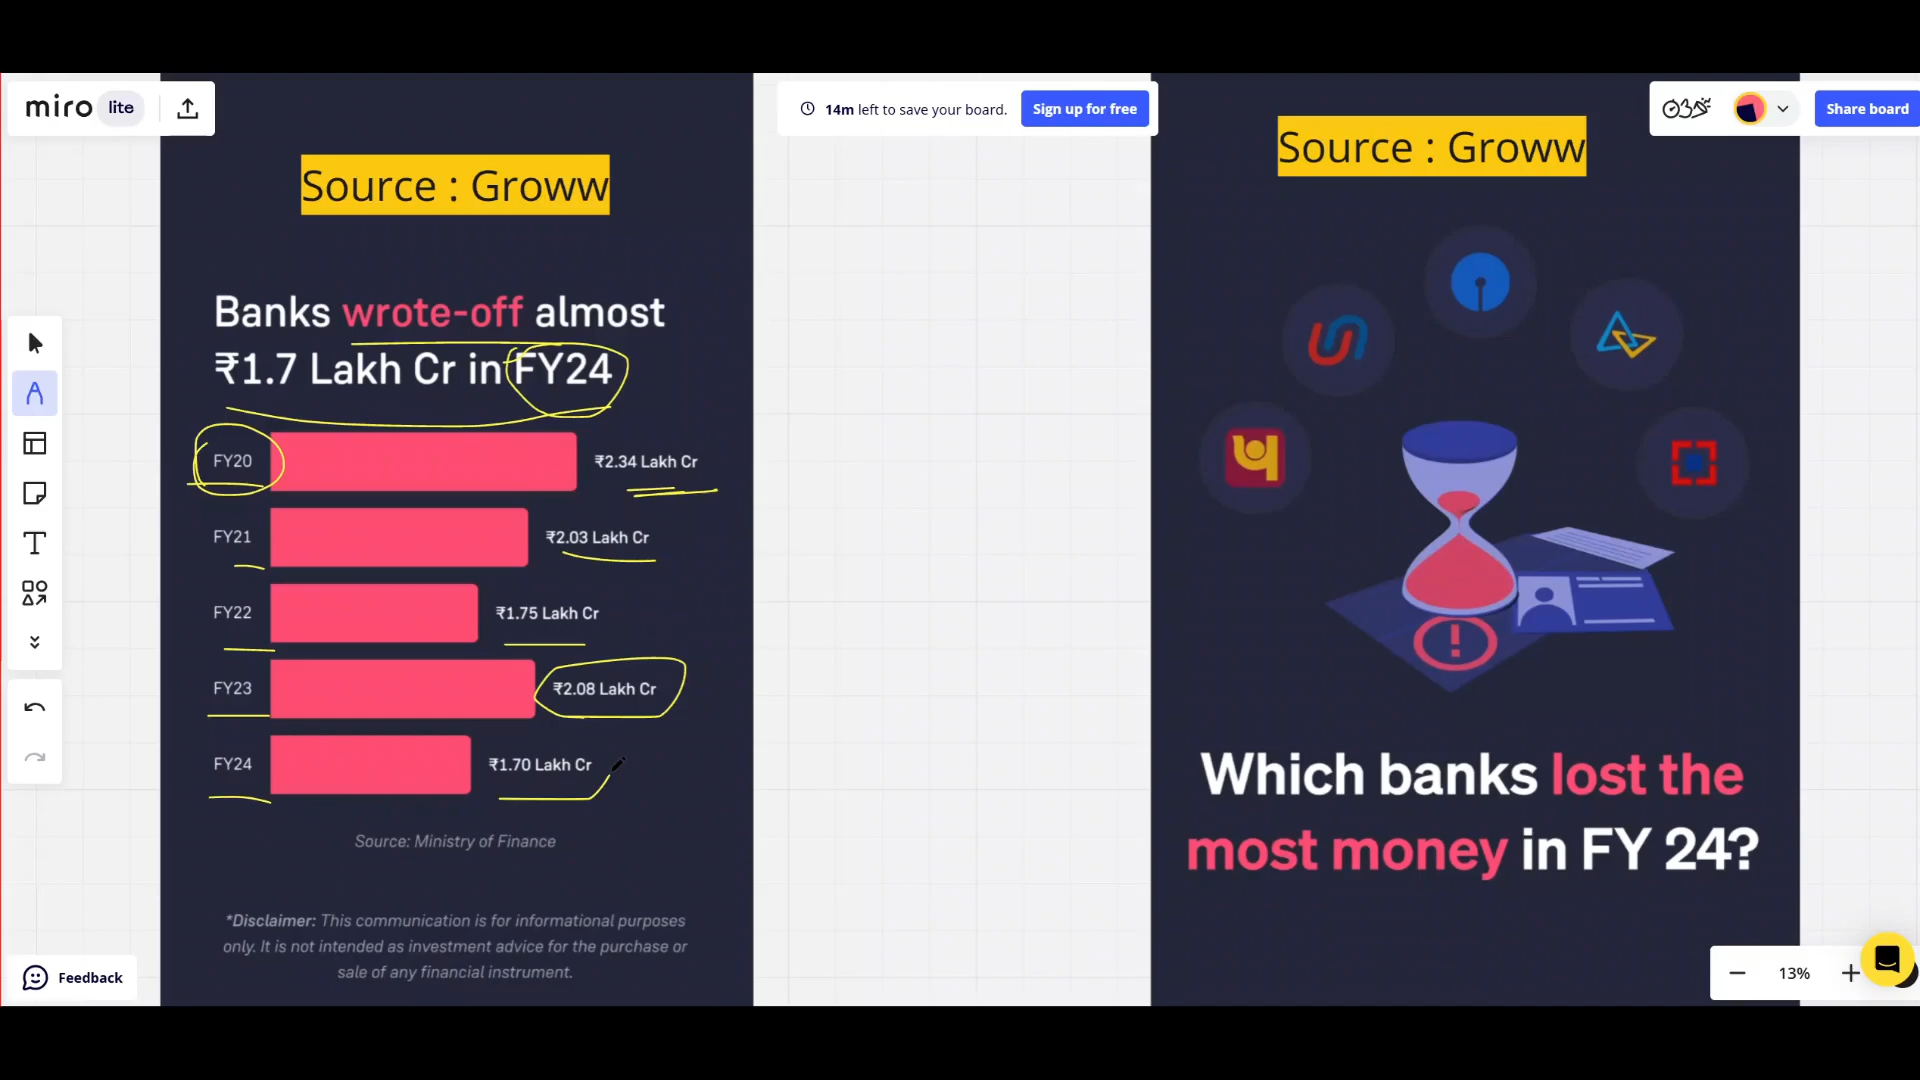 miro lite
14m left to save your board. Sign up for free
Share board
Source : Groww
Banks wrote-off almost
₹1.7 Lakh Cr in FY24
FY20 ₹2.34 Lakh Cr
FY21 ₹2.03 Lakh Cr
FY22 ₹1.75 Lakh Cr
FY23 ₹2.08 Lakh Cr
FY24 ₹1.70 Lakh Cr
Source: Ministry of Finance
*Disclaimer: This communication is for informational purposes
only. It is not intended as investment advice for the purchase or
sale of any financial instrument.
Feedback
Source : Groww
Which banks lost the
most money in FY 24?
13%